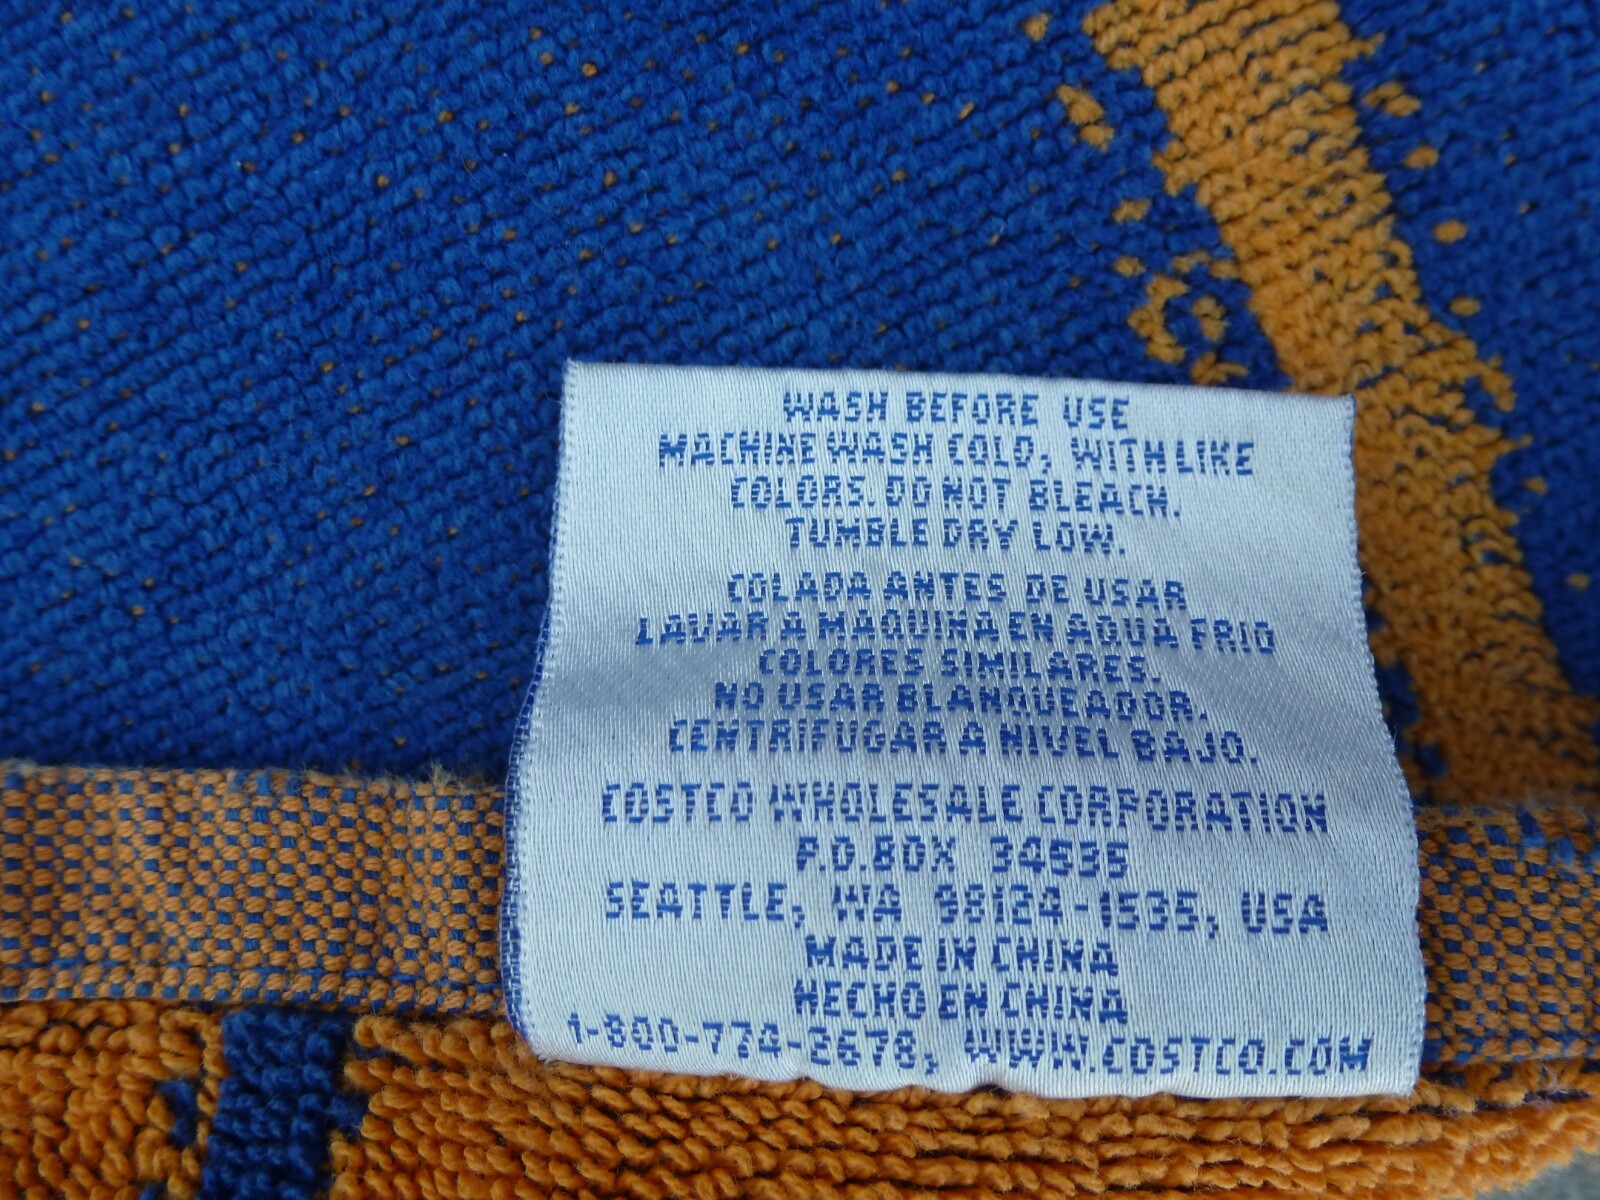 WASH BEFORE USE
MACHINE WASH COLD, WITH LIKE
COLORS. DO NOT BLEACH.
TUMBLE DRY LOW.
COLADA ANTES DE USAR
LAVAR A MAQUINA EN AGUA FRIO
COLORES SIMILARES.
NO USAR BLANQUEADOR.
CENTRIFUGAR A NIVEL BAJO.
COSTCO WHOLESALE CORPORATION
P.O.BOX 34535
SEATTLE, WA 98124-1535, USA
MADE IN CHINA
HECHO EN CHINA
1-800-774-2678, WWW.COSTCO.COM